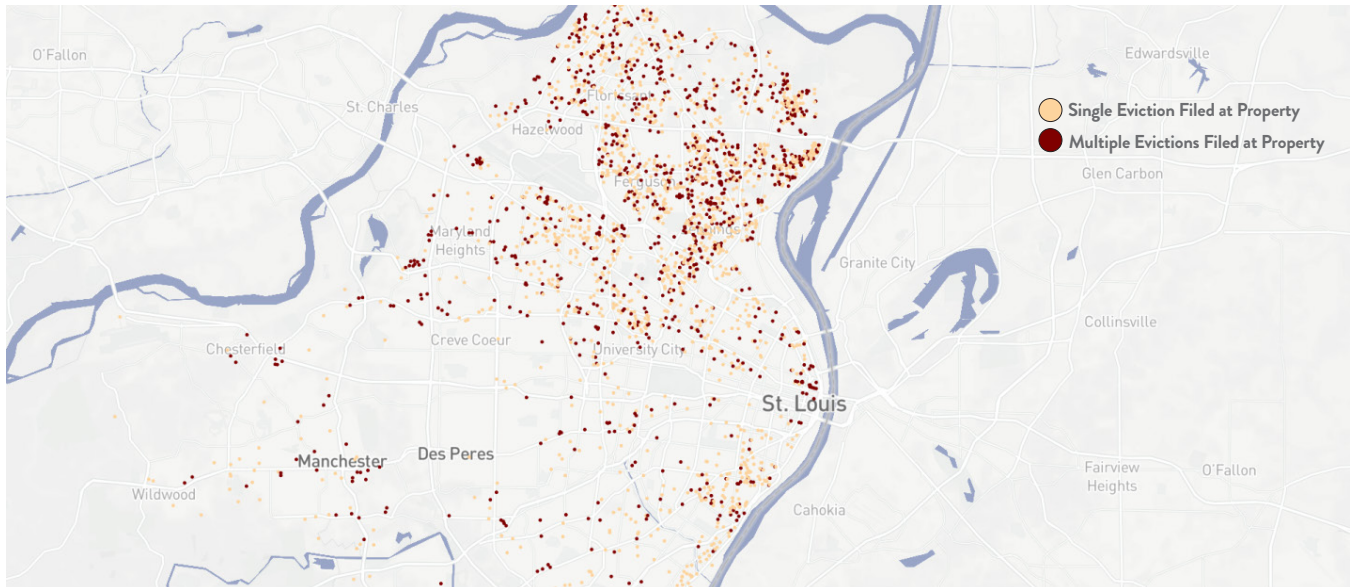 O'Fallon
Edwardsville
St. Charles
Florissant
Single Eviction Filed at Property
Hazelwood
Multiple Evictions Filed at Property
Glen Carbon
Ferguson
Maryland
Heights
Granite City
Collinsville
Chesterfield
Creve Coeur
University City
St. Louis
Manchester
Des Peres
Wildwood
Fairview
Heights
O'Fallon
Cahokia